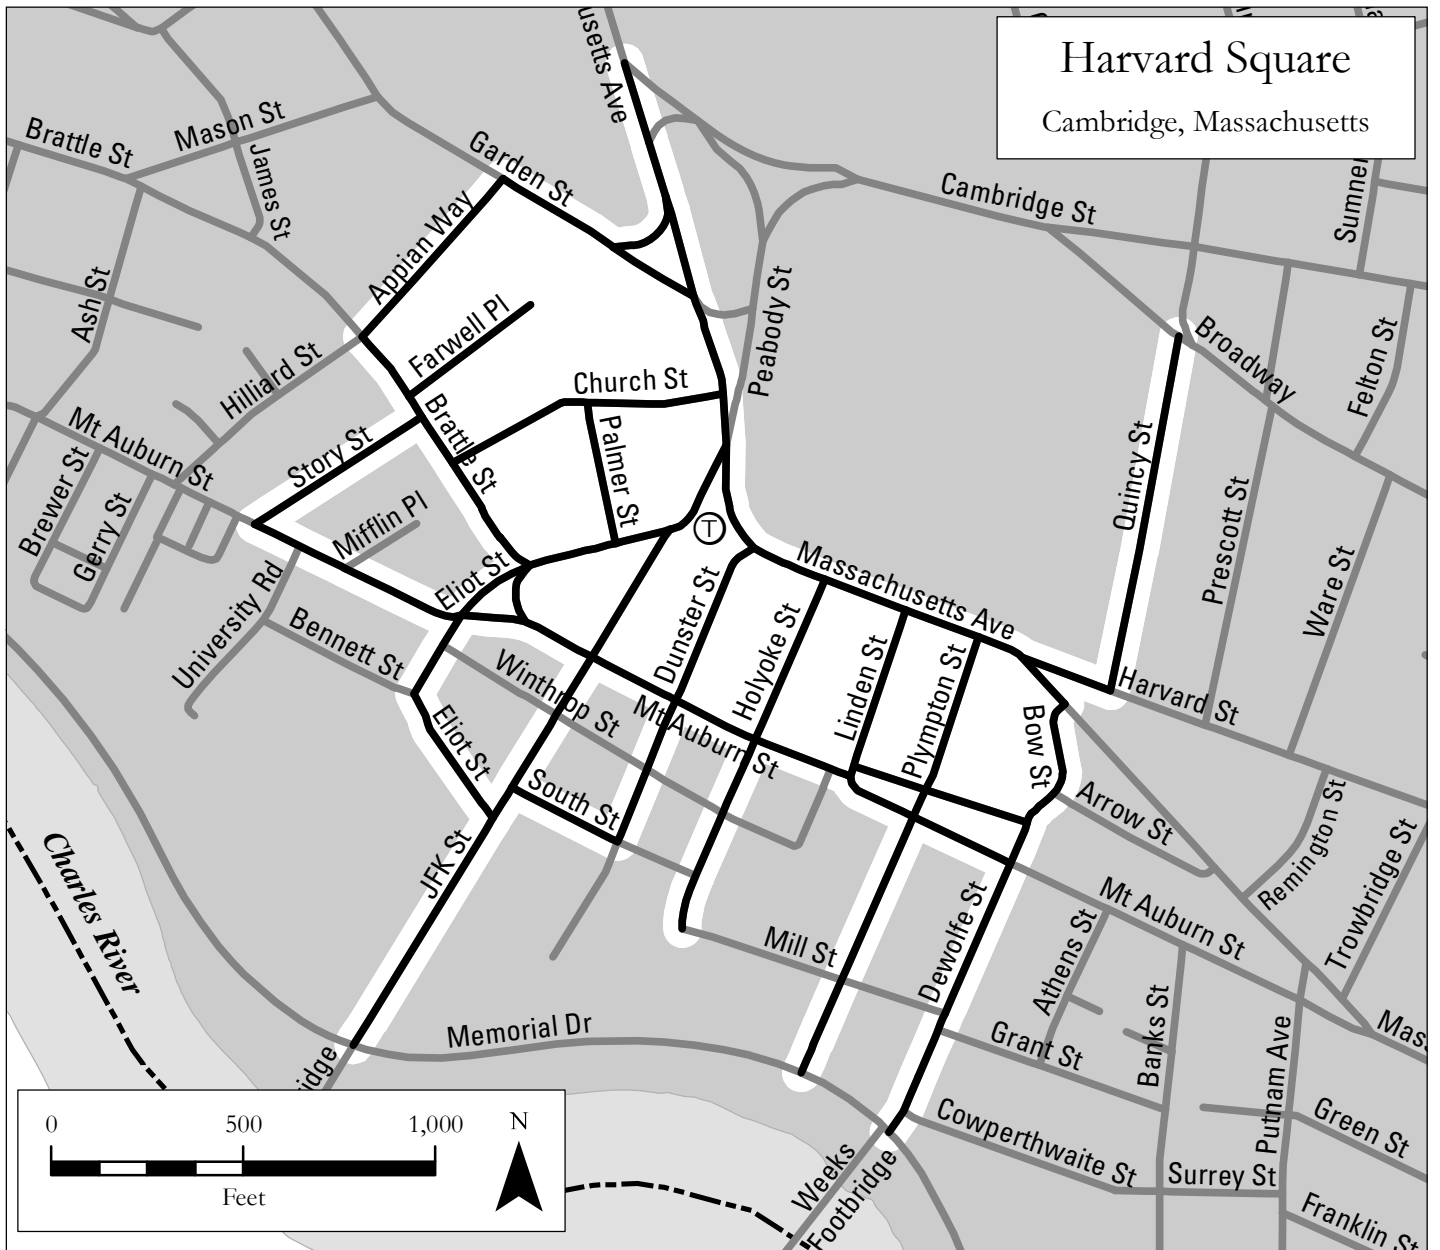 Harvard Square
Cambridge, Massachusetts
usetts Ave
Brattle St
Mason St
James St
Garden St
Appian Way
Cambridge St
Sumner
Ash St
Farwell Pl
Hilliard St
Church St
Peabody St
Broadway
Felton St
Mt Auburn St
Story St
Brattle St
Palmer St
Quincy St
Brewer St
Gerry St
Mifflin Pl
Prescott St
Ware St
T
Eliot St
University Rd
Bennett St
Massachusetts Ave
Dunster St
Holyoke St
Linden St
Plympton St
Winthrop St
Mt Auburn St
Harvard St
Bow St
Eliot St
South St
Arrow St
Remington St
Trowbridge St
JFK St
Charles River
Mill St
Dewolfe St
Mt Auburn St
Athens St
Banks St
Grant St
Putnam Ave
Mass
Memorial Dr
idge
Green St
Cowperthwaite St
Surrey St
Franklin St
Weeks
Footbridge
0 500 1,000
Feet
N